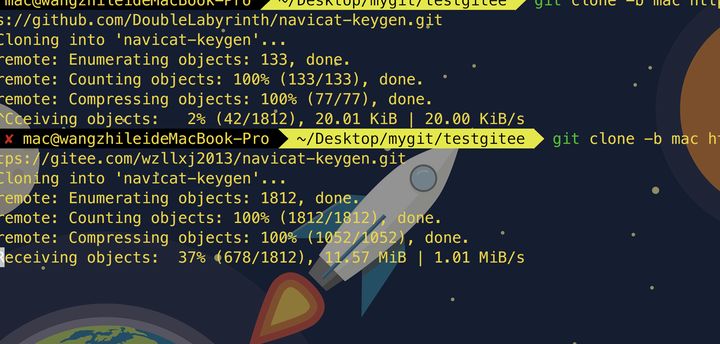 mac@wangzhileideMacBook-Pro ~/Desktop/mygit/testgitee git clone -b mac http
s://github.com/DoubleLabyrinth/navicat-keygen.git
Cloning into 'navicat-keygen'...
remote: Enumerating objects: 133, done.
remote: Counting objects: 100% (133/133), done.
remote: Compressing objects: 100% (77/77), done.
^Cceiving objects:   2% (42/1812), 20.01 KiB | 20.00 KiB/s
✘ mac@wangzhileideMacBook-Pro ~/Desktop/mygit/testgitee git clone -b mac ht
tps://gitee.com/wzllxj2013/navicat-keygen.git
Cloning into 'navicat-keygen'...
remote: Enumerating objects: 1812, done.
remote: Counting objects: 100% (1812/1812), done.
remote: Compressing objects: 100% (1052/1052), done.
Receiving objects:  37% (678/1812), 11.57 MiB | 1.01 MiB/s